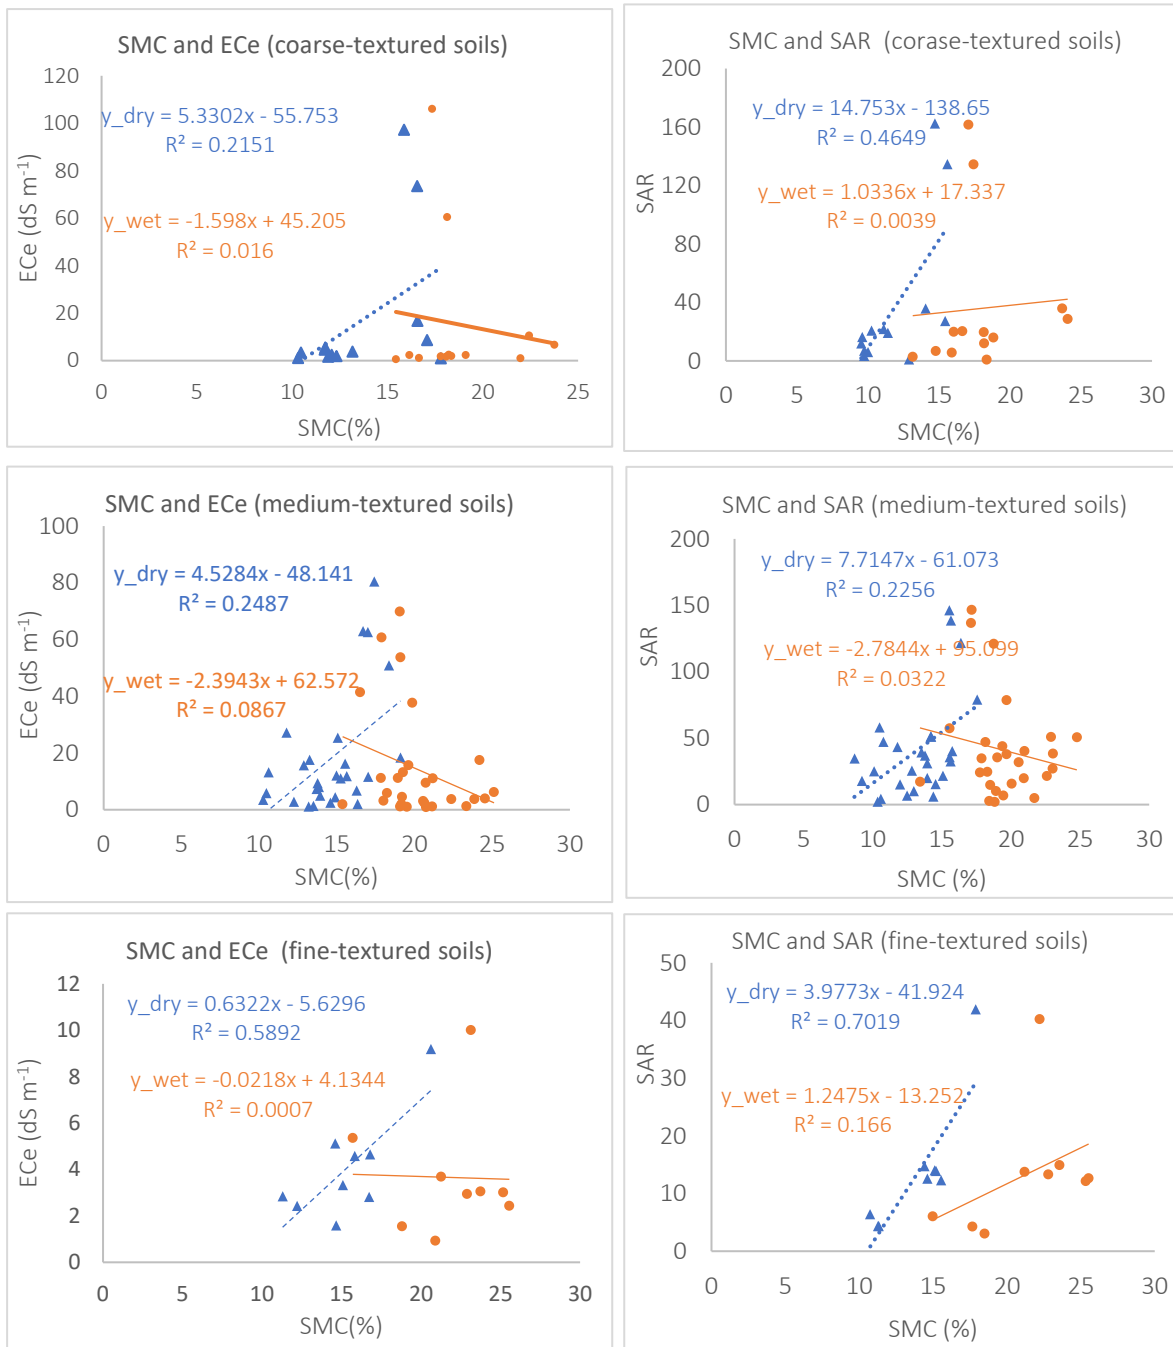 SMC and ECe (coarse-textured soils)
120
100
80
60
40
20
0
ECe (dS m⁻¹)
y_dry = 5.3302x - 55.753
R² = 0.2151
y_wet = -1.598x + 45.205
R² = 0.016
0 5 10 15 20 25
SMC(%)
SMC and SAR (corase-textured soils)
200
160
120
80
40
0
SAR
y_dry = 14.753x - 138.65
R² = 0.4649
y_wet = 1.0336x + 17.337
R² = 0.0039
0 5 10 15 20 25 30
SMC(%)
SMC and ECe (medium-textured soils)
100
80
60
40
20
0
ECe (dS m⁻¹)
y_dry = 4.5284x - 48.141
R² = 0.2487
y_wet = -2.3943x + 62.572
R² = 0.0867
0 5 10 15 20 25 30
SMC(%)
SMC and SAR (medium-textured soils)
200
150
100
50
0
SAR
y_dry = 7.7147x - 61.073
R² = 0.2256
y_wet = -2.7844x + 95.099
R² = 0.0322
0 5 10 15 20 25 30
SMC (%)
SMC and ECe (fine-textured soils)
12
10
8
6
4
2
0
ECe (dS m⁻¹)
y_dry = 0.6322x - 5.6296
R² = 0.5892
y_wet = -0.0218x + 4.1344
R² = 0.0007
0 5 10 15 20 25 30
SMC(%)
SMC and SAR (fine-textured soils)
50
40
30
20
10
0
SAR
y_dry = 3.9773x - 41.924
R² = 0.7019
y_wet = 1.2475x - 13.252
R² = 0.166
0 5 10 15 20 25 30
SMC (%)